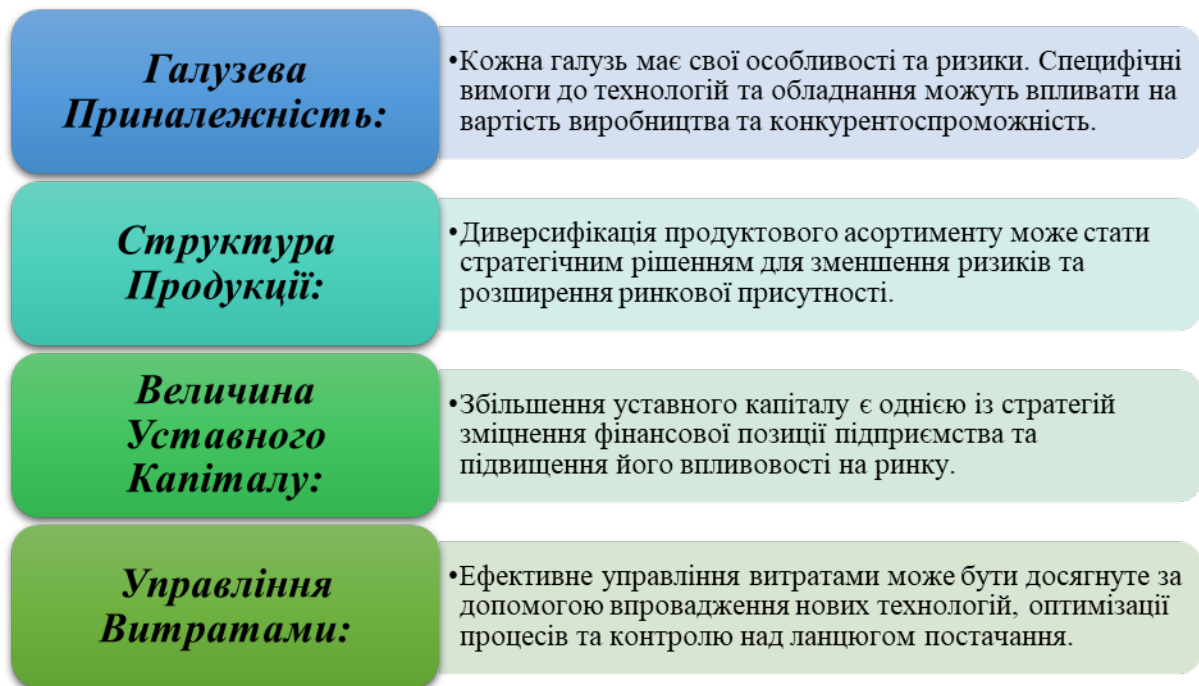 Галузева
Приналежність:
•Кожна галузь має свої особливості та ризики. Специфічні
вимоги до технологій та обладнання можуть впливати на
вартість виробництва та конкурентоспроможність.
Структура
Продукції:
•Диверсифікація продуктового асортименту може стати
стратегічним рішенням для зменшення ризиків та
розширення ринкової присутності.
Величина
Уставного
Капіталу:
•Збільшення уставного капіталу є однією із стратегій
зміцнення фінансової позиції підприємства та
підвищення його впливовості на ринку.
Управління
Витратами:
•Ефективне управління витратами може бути досягнуте за
допомогою впровадження нових технологій, оптимізації
процесів та контролю над ланцюгом постачання.